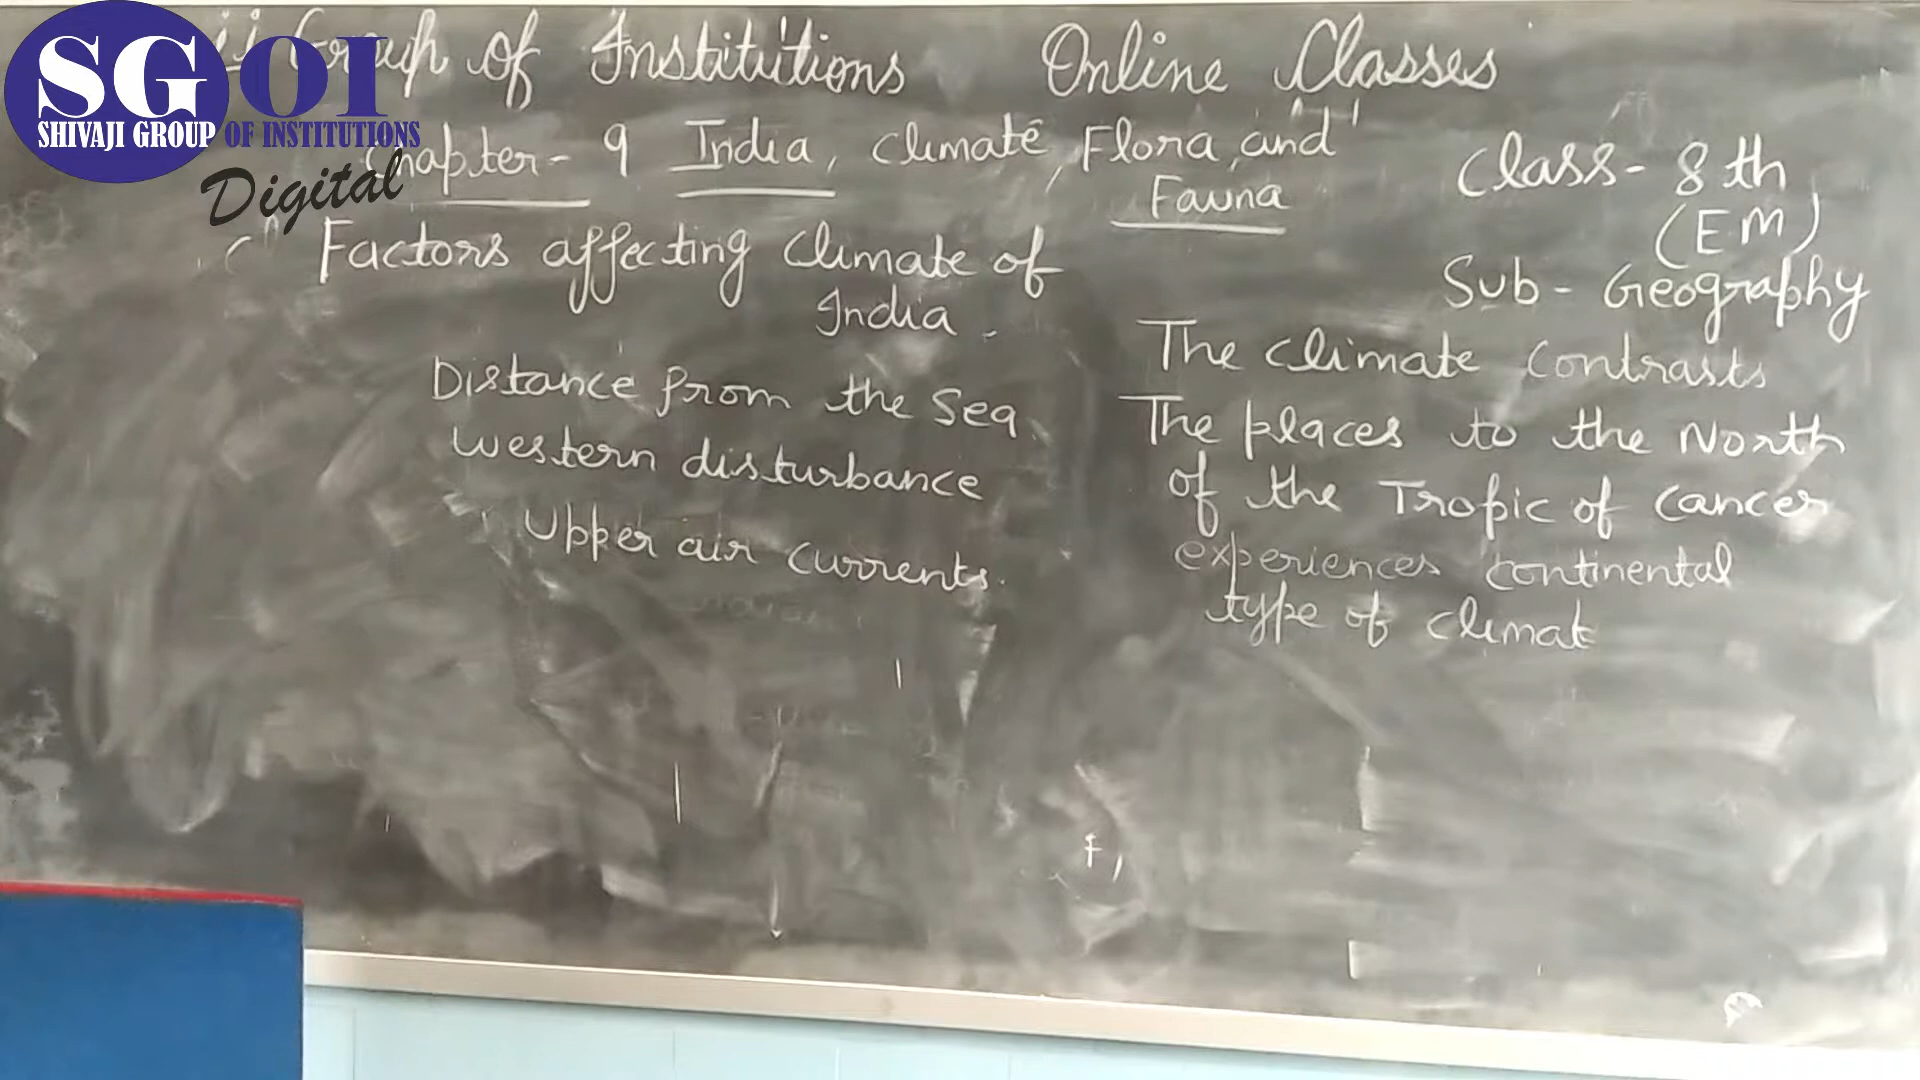 SGOI
SHIVAJI GROUP OF INSTITUTIONS
Digital
Group of Institutions Online Classes
Chapter - 9 India, Climate, Flora, and
Fauna
Class - 8th
(EM)
Sub - Geography
Factors affecting Climate of
India.
Distance from the Sea
Western disturbance
Upper air currents.
The Climate Contrasts
The places to the North
of the Tropic of Cancer
experiences continental
type of climat